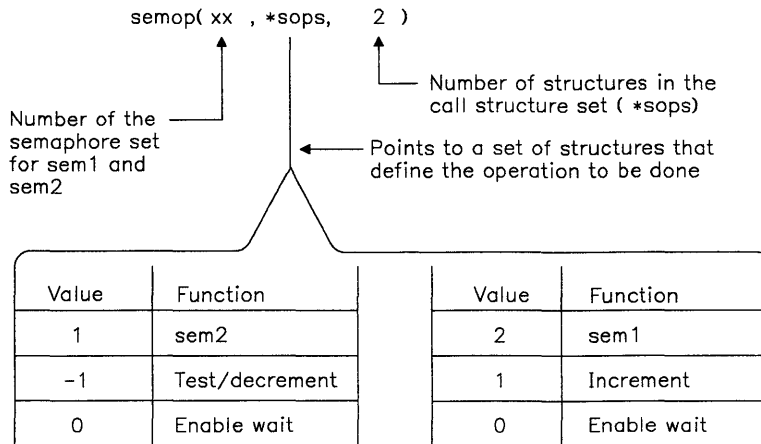 semop( xx , *sops, 2 )
Number of structures in the
call structure set ( *sops)
Number of the
semaphore set
for sem1 and
sem2
Points to a set of structures that
define the operation to be done
Value Function
1 sem2
-1 Test/decrement
0 Enable wait
Value Function
2 sem1
1 Increment
0 Enable wait